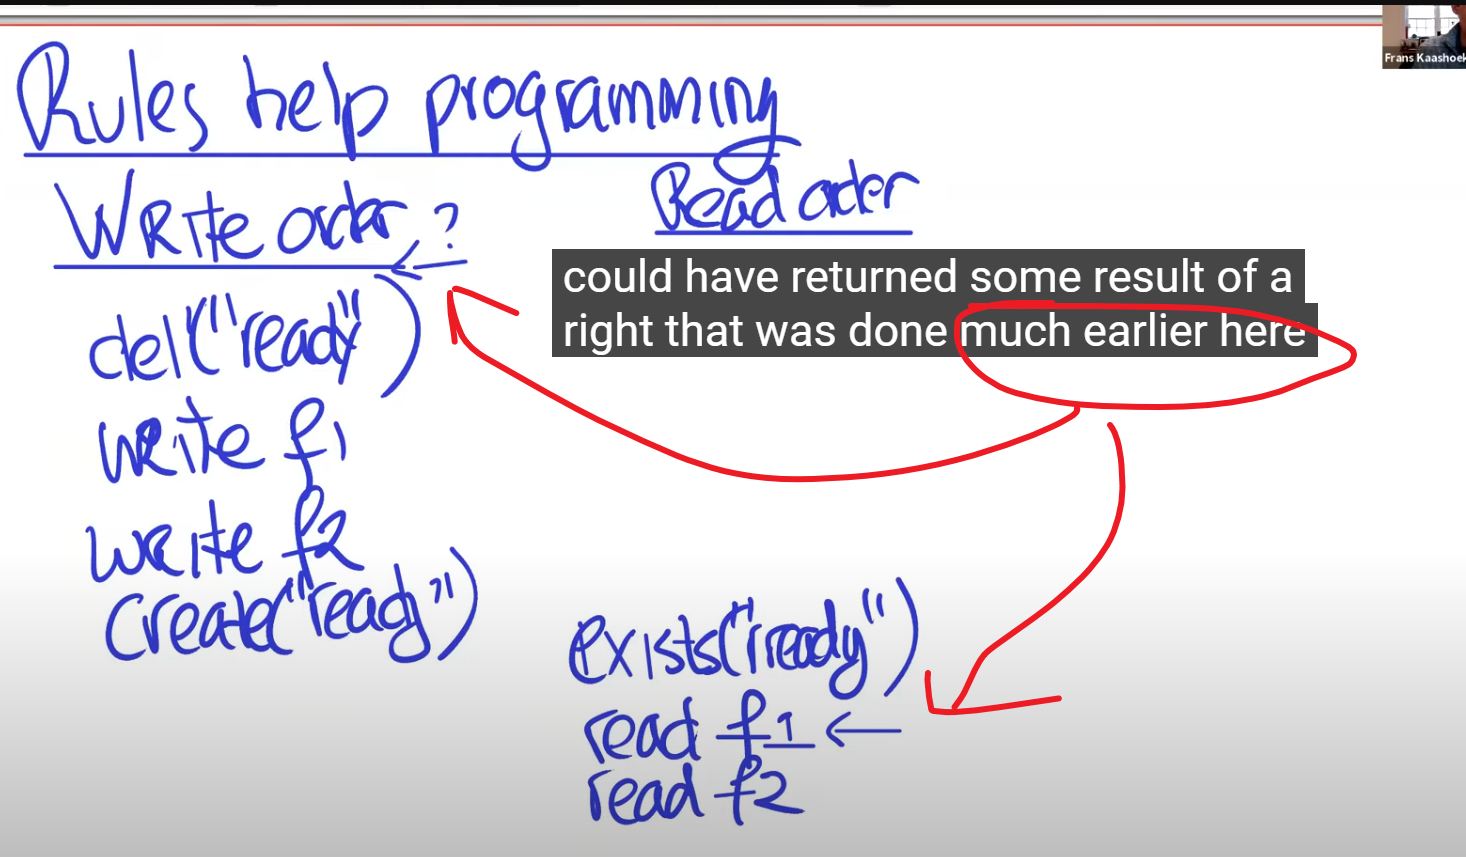 Frans Kaashoek
Rules help programming
Write order ?
Read order
could have returned some result of a
right that was done much earlier here
del("ready")
write f1
write f2
create("ready")
exists("ready")
read f1
read f2